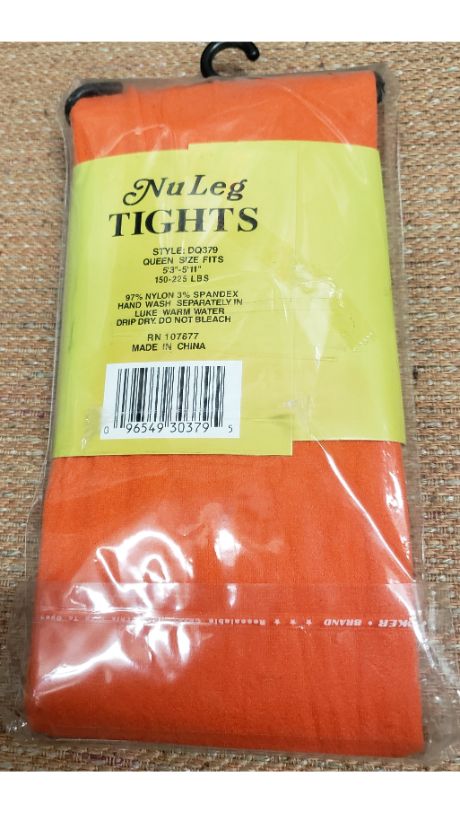 NuLeg
TIGHTS
STYLE: DQ379
QUEEN SIZE FITS
5'3"-5'11"
150-225 LBS
97% NYLON 3% SPANDEX
HAND WASH SEPARATELY IN
LUKE WARM WATER
DRIP DRY, DO NOT BLEACH
RN 107877
MADE IN CHINA
0 96549 30379 5
BRAND ★ ★ Resealable